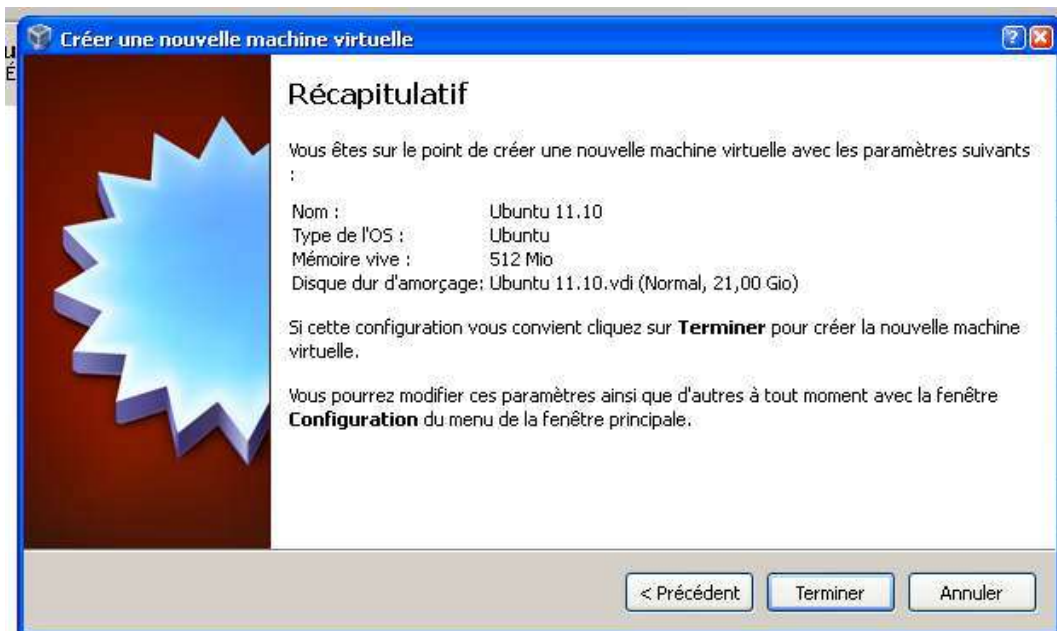 Créer une nouvelle machine virtuelle
Récapitulatif
Vous êtes sur le point de créer une nouvelle machine virtuelle avec les paramètres suivants
:
Nom : Ubuntu 11.10
Type de l'OS : Ubuntu
Mémoire vive : 512 Mio
Disque dur d'amorçage: Ubuntu 11.10.vdi (Normal, 21,00 Gio)
Si cette configuration vous convient cliquez sur Terminer pour créer la nouvelle machine
virtuelle.
Vous pourrez modifier ces paramètres ainsi que d'autres à tout moment avec la fenêtre
Configuration du menu de la fenêtre principale.
< Précédent Terminer Annuler